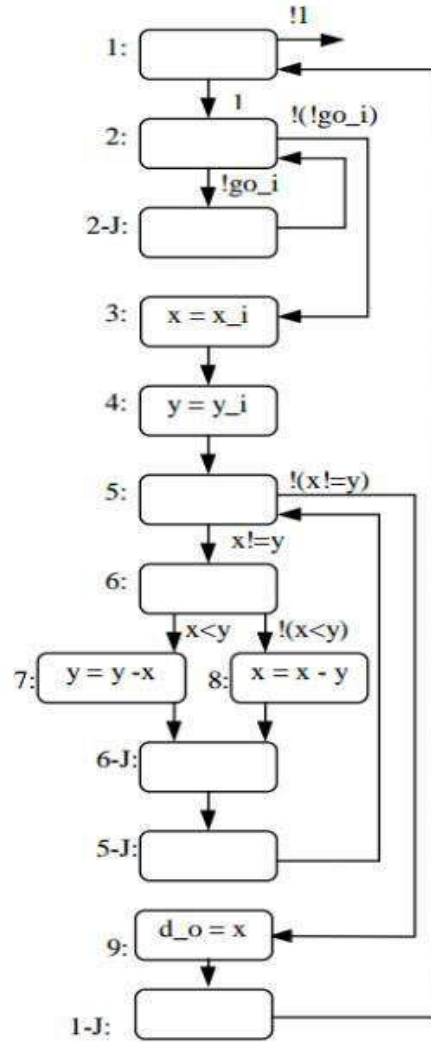 !1
1:
1
!(!go_i)
2:
!go_i
2-J:
3: x = x_i
4: y = y_i
!(x!=y)
5:
x!=y
6:
x<y !(x<y)
7: y = y -x 8: x = x - y
6-J:
5-J:
9: d_o = x
1-J: